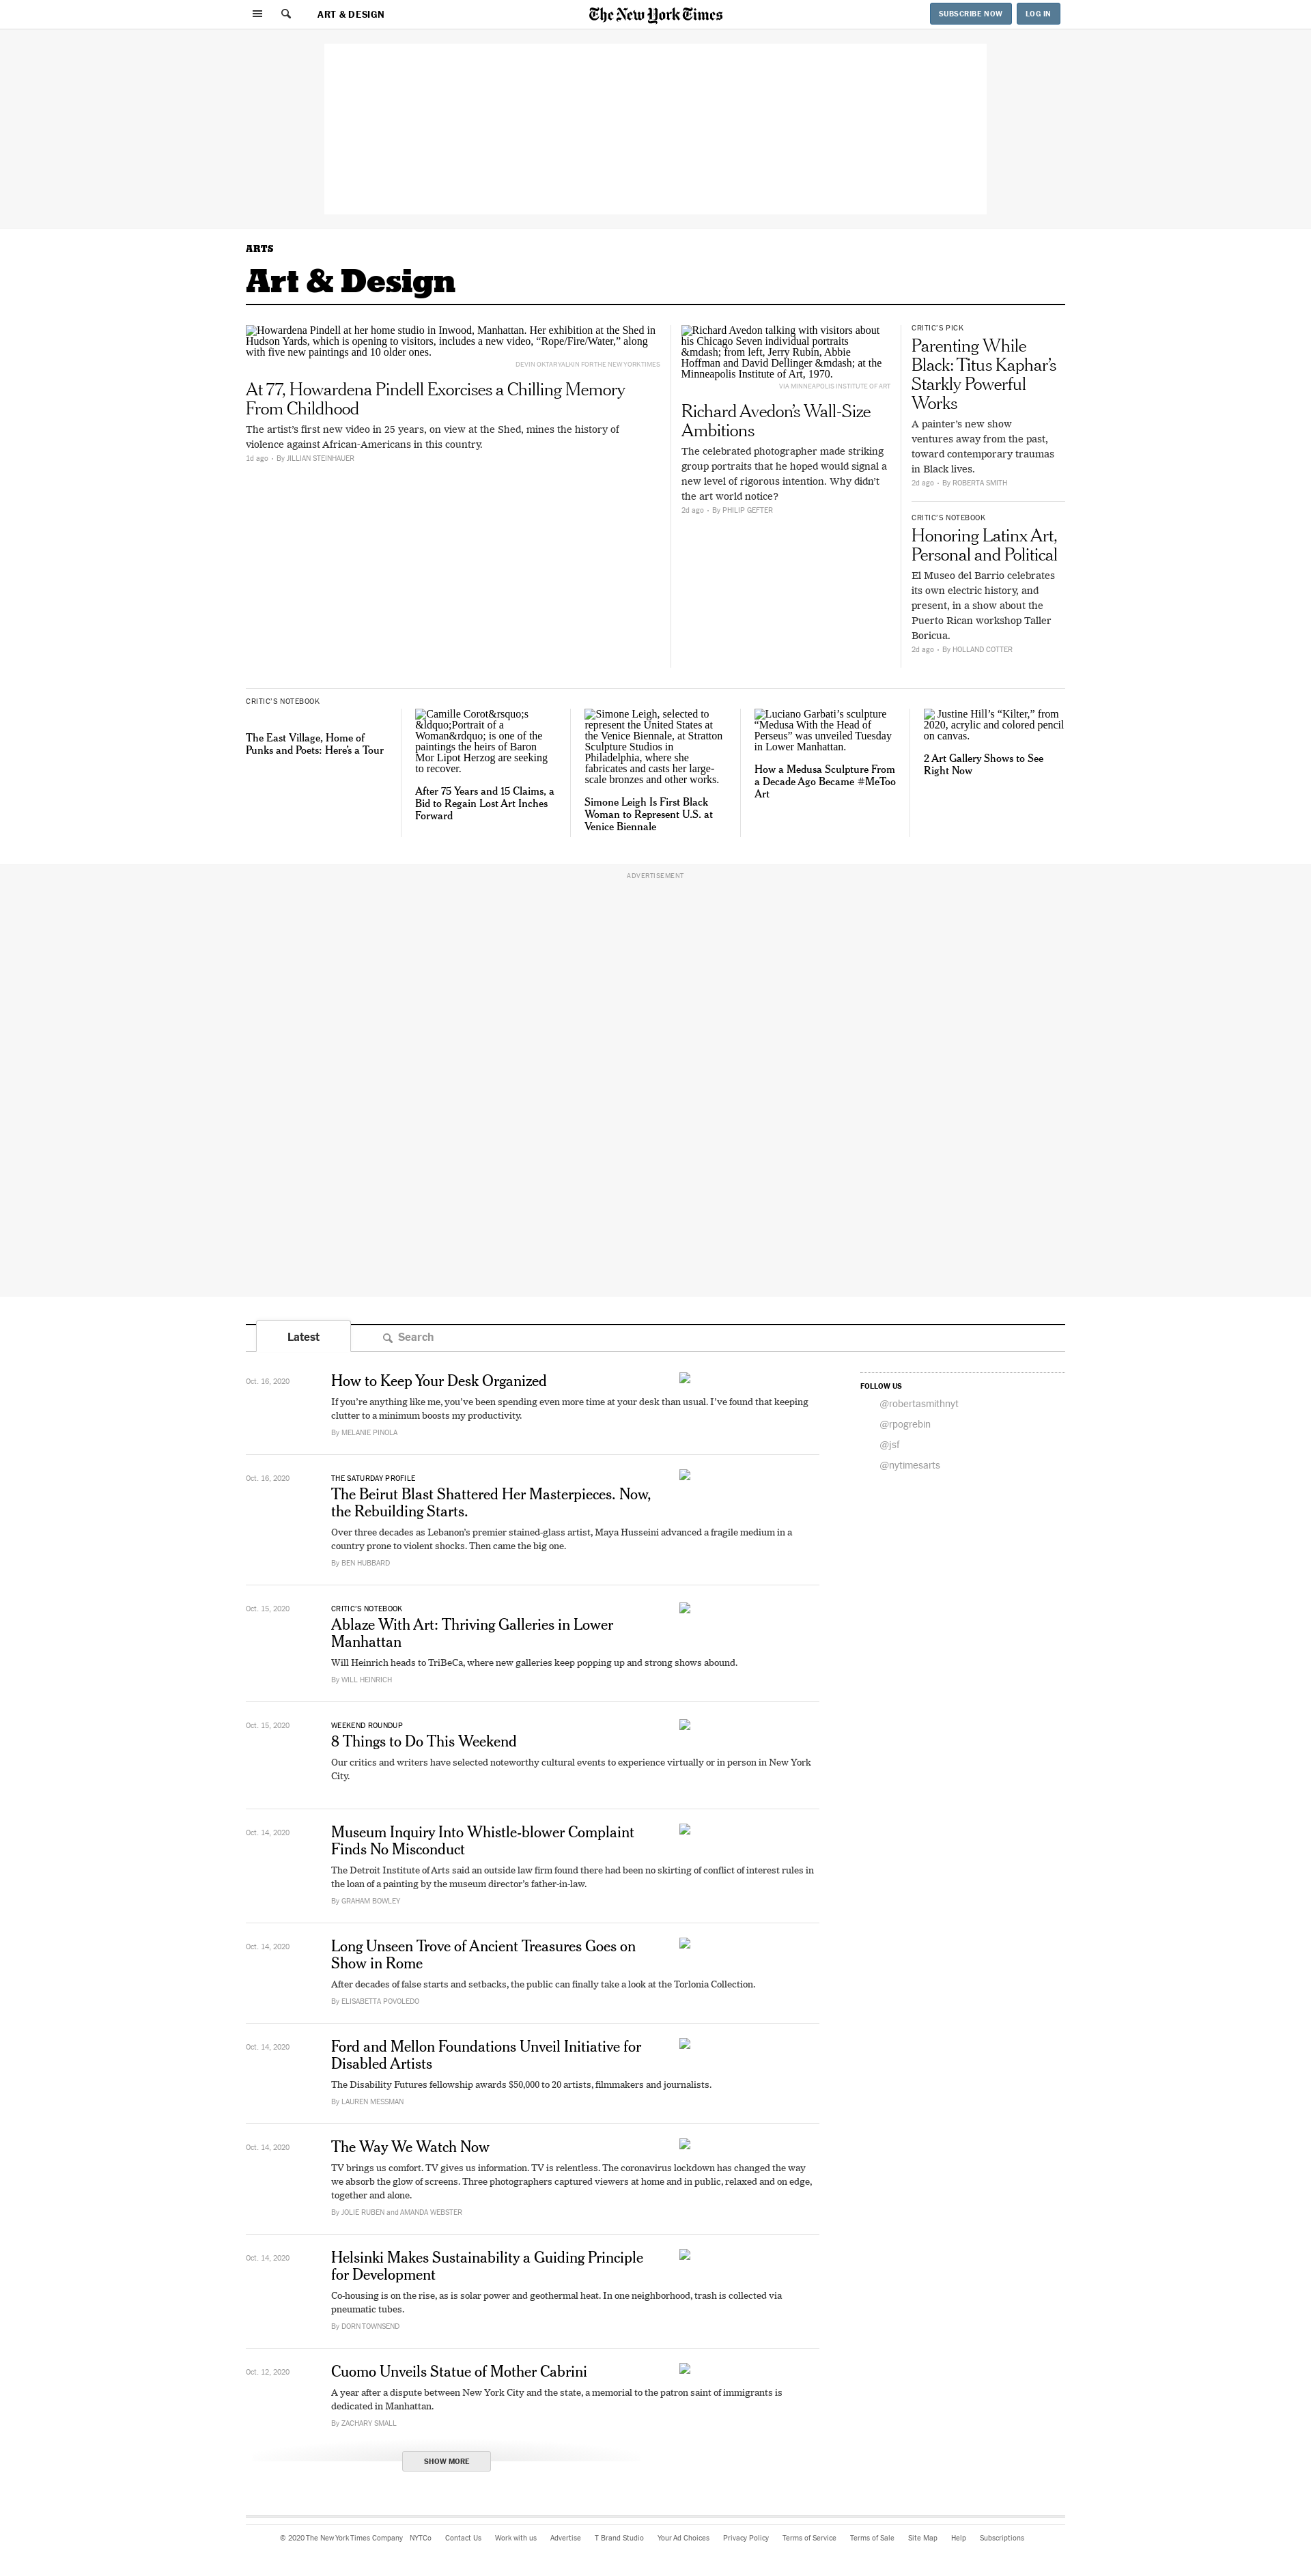 ART & DESIGN
The New York Times
SUBSCRIBE NOW
LOG IN
ARTS
Art & Design
Howardena Pindell at her home studio in Inwood, Manhattan. Her exhibition at the Shed in
Hudson Yards, which is opening to visitors, includes a new video, “Rope/Fire/Water,” along
with five new paintings and 10 older ones.
DEVIN OKTAR YALKIN FOR THE NEW YORK TIMES
At 77, Howardena Pindell Exorcises a Chilling Memory
From Childhood
The artist’s first new video in 25 years, on view at the Shed, mines the history of
violence against African-Americans in this country.
1d ago • By JILLIAN STEINHAUER
Richard Avedon talking with visitors about
his Chicago Seven individual portraits
&mdash; from left, Jerry Rubin, Abbie
Hoffman and David Dellinger &mdash; at the
Minneapolis Institute of Art, 1970.
VIA MINNEAPOLIS INSTITUTE OF ART
Richard Avedon’s Wall-Size
Ambitions
The celebrated photographer made striking
group portraits that he hoped would signal a
new level of rigorous intention. Why didn’t
the art world notice?
2d ago • By PHILIP GEFTER
CRITIC’S PICK
Parenting While
Black: Titus Kaphar’s
Starkly Powerful
Works
A painter’s new show
ventures away from the past,
toward contemporary traumas
in Black lives.
2d ago • By ROBERTA SMITH
CRITIC’S NOTEBOOK
Honoring Latinx Art,
Personal and Political
El Museo del Barrio celebrates
its own electric history, and
present, in a show about the
Puerto Rican workshop Taller
Boricua.
2d ago • By HOLLAND COTTER
CRITIC’S NOTEBOOK
The East Village, Home of
Punks and Poets: Here’s a Tour
Camille Corot&rsquo;s
&ldquo;Portrait of a
Woman&rdquo; is one of the
paintings the heirs of Baron
Mor Lipot Herzog are seeking
to recover.
After 75 Years and 15 Claims, a
Bid to Regain Lost Art Inches
Forward
Simone Leigh, selected to
represent the United States at
the Venice Biennale, at Stratton
Sculpture Studios in
Philadelphia, where she
fabricates and casts her large-
scale bronzes and other works.
Simone Leigh Is First Black
Woman to Represent U.S. at
Venice Biennale
Luciano Garbati’s sculpture
“Medusa With the Head of
Perseus” was unveiled Tuesday
in Lower Manhattan.
How a Medusa Sculpture From
a Decade Ago Became #MeToo
Art
Justine Hill’s “Kilter,” from
2020, acrylic and colored pencil
on canvas.
2 Art Gallery Shows to See
Right Now
ADVERTISEMENT
Latest
Search
Oct. 16, 2020
How to Keep Your Desk Organized
If you’re anything like me, you’ve been spending even more time at your desk than usual. I’ve found that keeping
clutter to a minimum boosts my productivity.
By MELANIE PINOLA
Oct. 16, 2020
THE SATURDAY PROFILE
The Beirut Blast Shattered Her Masterpieces. Now,
the Rebuilding Starts.
Over three decades as Lebanon’s premier stained-glass artist, Maya Husseini advanced a fragile medium in a
country prone to violent shocks. Then came the big one.
By BEN HUBBARD
Oct. 15, 2020
CRITIC’S NOTEBOOK
Ablaze With Art: Thriving Galleries in Lower
Manhattan
Will Heinrich heads to TriBeCa, where new galleries keep popping up and strong shows abound.
By WILL HEINRICH
Oct. 15, 2020
WEEKEND ROUNDUP
8 Things to Do This Weekend
Our critics and writers have selected noteworthy cultural events to experience virtually or in person in New York
City.
Oct. 14, 2020
Museum Inquiry Into Whistle-blower Complaint
Finds No Misconduct
The Detroit Institute of Arts said an outside law firm found there had been no skirting of conflict of interest rules in
the loan of a painting by the museum director’s father-in-law.
By GRAHAM BOWLEY
Oct. 14, 2020
Long Unseen Trove of Ancient Treasures Goes on
Show in Rome
After decades of false starts and setbacks, the public can finally take a look at the Torlonia Collection.
By ELISABETTA POVOLEDO
Oct. 14, 2020
Ford and Mellon Foundations Unveil Initiative for
Disabled Artists
The Disability Futures fellowship awards $50,000 to 20 artists, filmmakers and journalists.
By LAUREN MESSMAN
Oct. 14, 2020
The Way We Watch Now
TV brings us comfort. TV gives us information. TV is relentless. The coronavirus lockdown has changed the way
we absorb the glow of screens. Three photographers captured viewers at home and in public, relaxed and on edge,
together and alone.
By JOLIE RUBEN and AMANDA WEBSTER
Oct. 14, 2020
Helsinki Makes Sustainability a Guiding Principle
for Development
Co-housing is on the rise, as is solar power and geothermal heat. In one neighborhood, trash is collected via
pneumatic tubes.
By DORN TOWNSEND
Oct. 12, 2020
Cuomo Unveils Statue of Mother Cabrini
A year after a dispute between New York City and the state, a memorial to the patron saint of immigrants is
dedicated in Manhattan.
By ZACHARY SMALL
SHOW MORE
FOLLOW US
@robertasmithnyt
@rpogrebin
@jsf
@nytimesarts
© 2020 The New York Times Company NYTCo Contact Us Work with us Advertise T Brand Studio Your Ad Choices Privacy Policy Terms of Service Terms of Sale Site Map Help Subscriptions